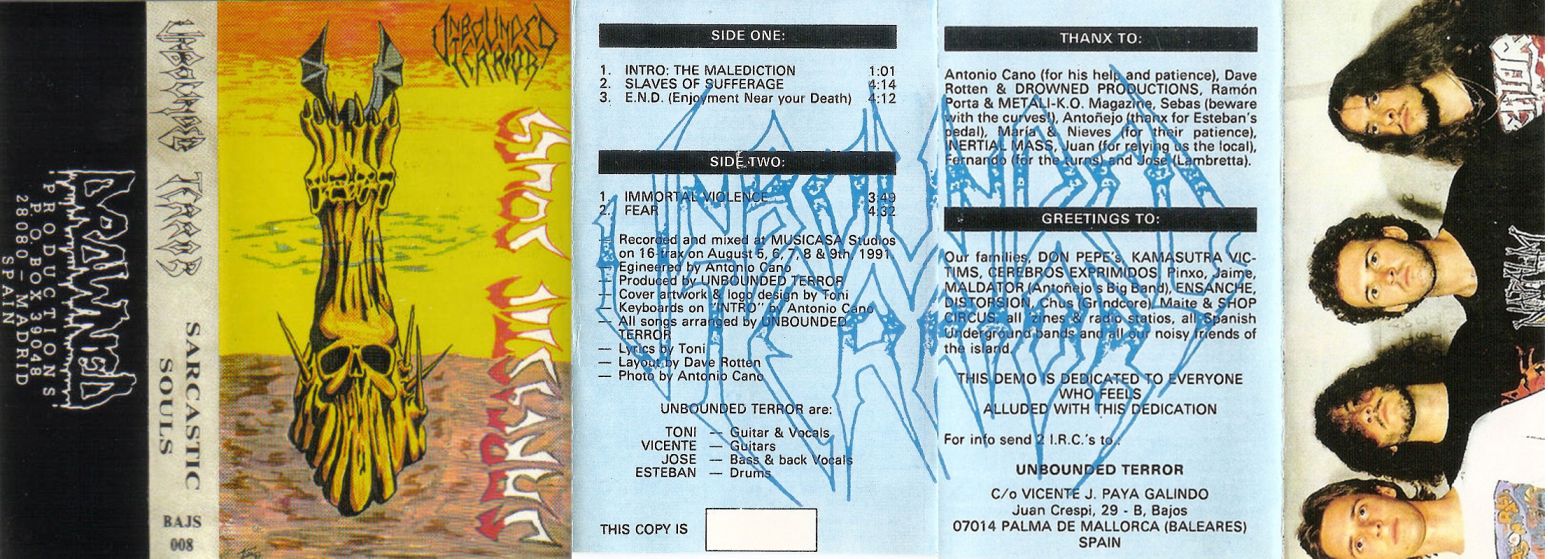 DROWNED
PRODUCTIONS
P.O. BOX 39048
28080 - MADRID
SPAIN
UNBOUNDED TERROR
SARCASTIC
SOULS
BAJS
008
UNBOUNDED
TERROR
SARCASTIC SOULS
SIDE ONE:
1. INTRO: THE MALEDICTION 1:01
2. SLAVES OF SUFFERAGE 4:14
3. E.N.D. (Enjoyment Near your Death) 4:12
SIDE TWO:
1. IMMORTAL VIOLENCE 3:49
2. FEAR 4:32
— Recorded and mixed at MUSICASA Studios
on 16-trax on August 5, 6, 7, 8 & 9th, 1991
— Egineered by Antonio Cano
— Produced by UNBOUNDED TERROR
— Cover artwork & logo design by Toni
— Keyboards on "INTRO" by Antonio Cano
— All songs arranged by UNBOUNDED
TERROR
— Lyrics by Toni
— Layout by Dave Rotten
— Photo by Antonio Cano
UNBOUNDED TERROR are:
TONI — Guitar & Vocals
VICENTE — Guitars
JOSE — Bass & back Vocals
ESTEBAN — Drums
THIS COPY IS
THANX TO:
Antonio Cano (for his help and patience), Dave
Rotten & DROWNED PRODUCTIONS, Ramón
Porta & METALI-K.O. Magazine, Sebas (beware
with the curves!), Antoñejo (thanx for Esteban's
pedal), María & Nieves (for their patience),
INERTIAL MASS, Juan (for relying us the local),
Fernando (for the juras) and Jose (Lambretta).
GREETINGS TO:
Our families, DON PEPE's, KAMASUTRA VIC-
TIMS, CEREBROS EXPRIMIDOS, Pinxo, Jaime,
MALDATOR (Antoñejo's Big Band), ENSANCHE,
DISTORSION, Chus (Grindcore), Maite & SHOP
CIRCUS, all zines & radio statios, all Spanish
Underground bands and all our noisy friends of
the island.
THIS DEMO IS DEDICATED TO EVERYONE
WHO FEELS
ALLUDED WITH THIS DEDICATION
For info send 2 I.R.C.'s to:
UNBOUNDED TERROR
C/o VICENTE J. PAYA GALINDO
Juan Crespi, 29 - B, Bajos
07014 PALMA DE MALLORCA (BALEARES)
SPAIN
UNBOUNDED
TERROR